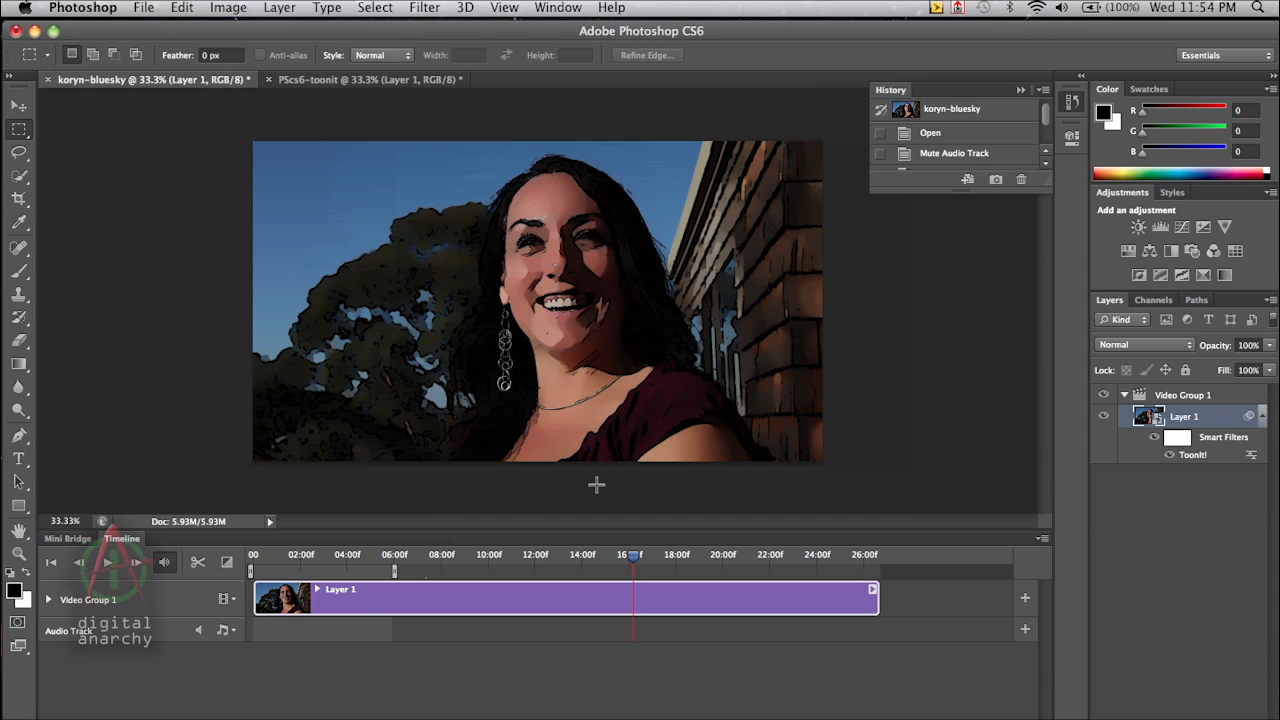 Photoshop File Edit Image Layer Type Select Filter 3D View Window Help (100%) Wed 11:54 PM
Adobe Photoshop CS6
Feather: 0 px Anti-alias Style: Normal Width: Height: Refine Edge... Essentials
koryn-bluesky @ 33.3% (Layer 1, RGB/8) * PScs6-toonit @ 33.3% (Layer 1, RGB/8) *
History
koryn-bluesky
Open
Mute Audio Track
Color Swatches
R 0
G 0
B 0
Adjustments Styles
Add an adjustment
Layers Channels Paths
Kind
Normal Opacity: 100%
Lock: Fill: 100%
Video Group 1
Layer 1
Smart Filters
ToonIt!
33.33% Doc: 5.93M/5.93M
Mini Bridge Timeline
00 02:00f 04:00f 06:00f 08:00f 10:00f 12:00f 14:00f 16:00f 18:00f 20:00f 22:00f 24:00f 26:00f
Layer 1
Video Group 1
Audio Track
digital
anarchy